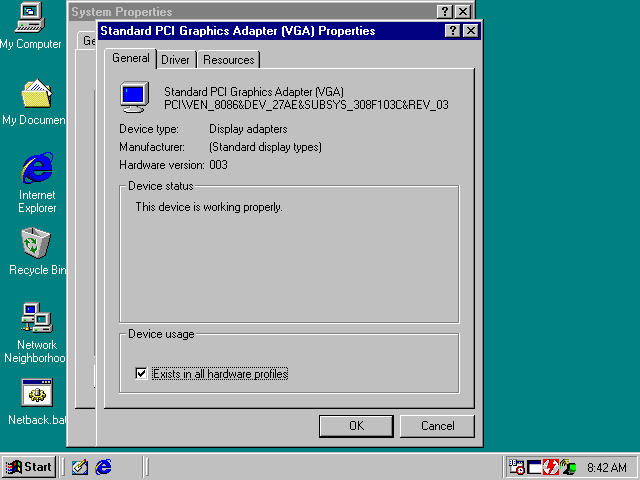 System Properties
Standard PCI Graphics Adapter (VGA) Properties
Ge
General
Driver
Resources
Standard PCI Graphics Adapter (VGA)
PCI\VEN_8086&DEV_27AE&SUBSYS_308F103C&REV_03
Device type: Display adapters
Manufacturer: (Standard display types)
Hardware version: 003
Device status
This device is working properly.
Device usage
Exists in all hardware profiles
OK
Cancel
My Computer
My Documen
Internet
Explorer
Recycle Bin
Network
Neighborhoo
Netback.bat
Start
8:42 AM